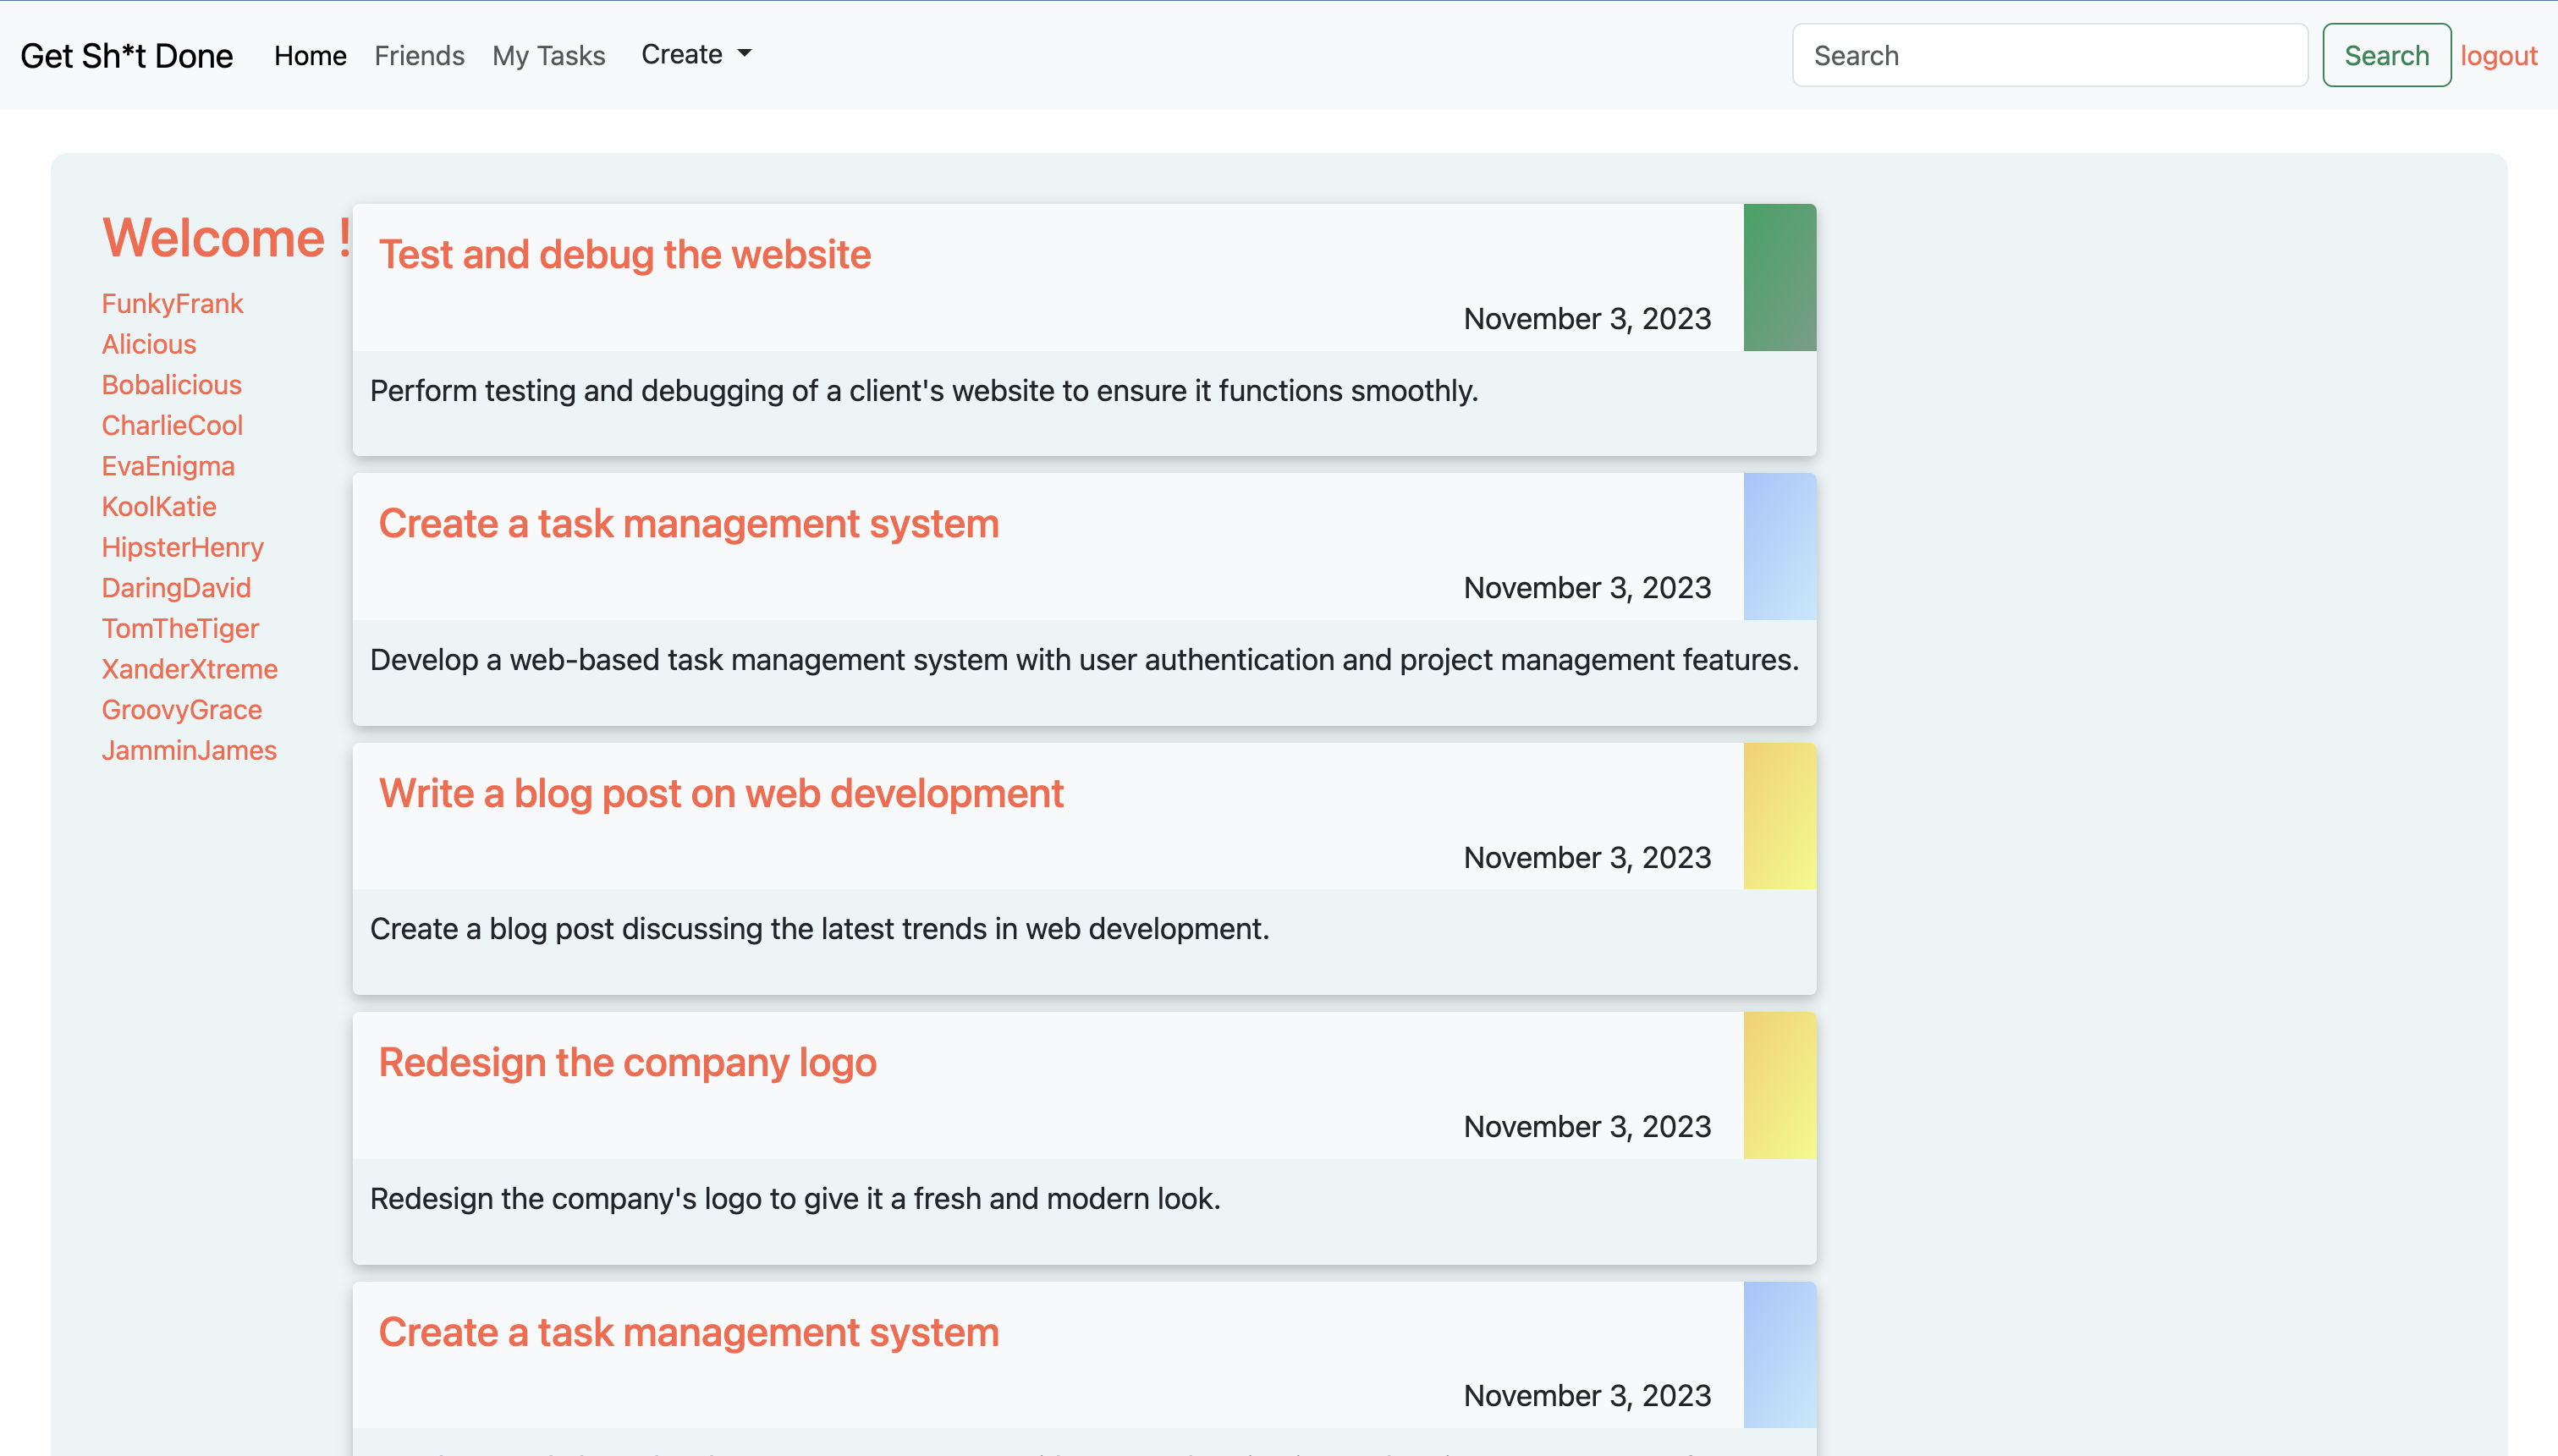 Get Sh*t Done Home Friends My Tasks Create Search Search logout
Welcome !
FunkyFrank
Alicious
Bobalicious
CharlieCool
EvaEnigma
KoolKatie
HipsterHenry
DaringDavid
TomTheTiger
XanderXtreme
GroovyGrace
JamminJames
Test and debug the website
November 3, 2023
Perform testing and debugging of a client's website to ensure it functions smoothly.
Create a task management system
November 3, 2023
Develop a web-based task management system with user authentication and project management features.
Write a blog post on web development
November 3, 2023
Create a blog post discussing the latest trends in web development.
Redesign the company logo
November 3, 2023
Redesign the company's logo to give it a fresh and modern look.
Create a task management system
November 3, 2023